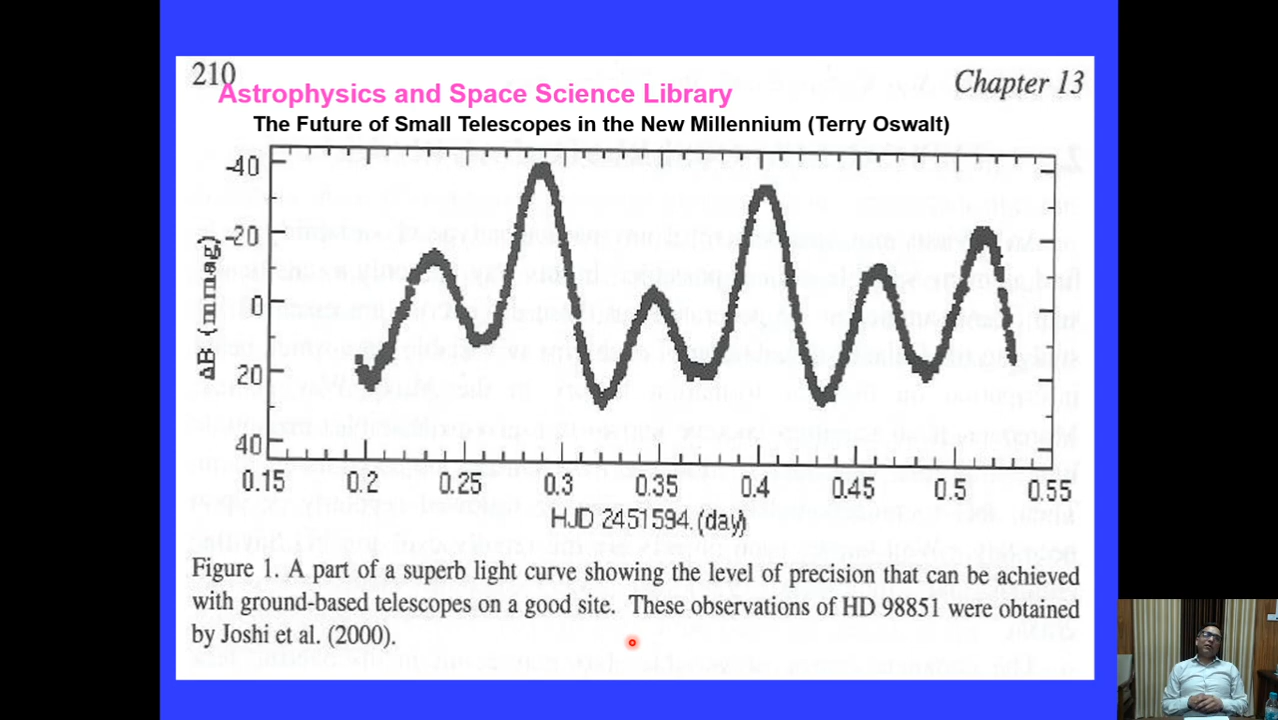 210
Chapter 13
Astrophysics and Space Science Library
The Future of Small Telescopes in the New Millennium (Terry Oswalt)
-40
-20
0
20
40
ΔB (mmag)
0.15 0.2 0.25 0.3 0.35 0.4 0.45 0.5 0.55
HJD 2451594. (day)
Figure 1. A part of a superb light curve showing the level of precision that can be achieved
with ground-based telescopes on a good site. These observations of HD 98851 were obtained
by Joshi et al. (2000).